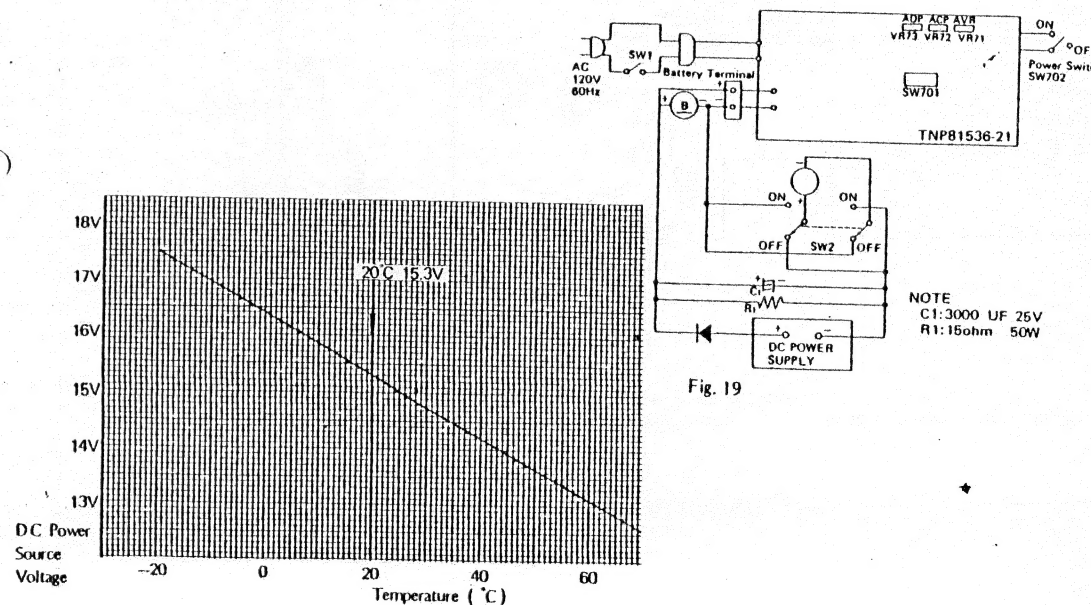 ADP ACP AVR
VR73 VR72 VR71
ON
OF
Power Swit
SW702
SW1
AC
120V
60Hz
Battery Terminal
+ -
+ B -
SW701
TNP81536-21
-
+
ON ON
OFF SW2 OFF
+
C1
R1
+ -
DC POWER
SUPPLY
NOTE
C1:3000 UF 25V
R1:15ohm 50W
Fig. 19
18V
17V
16V
15V
14V
13V
20°C 15.3V
DC Power
Source
Voltage
-20 0 20 40 60
Temperature (°C)
)